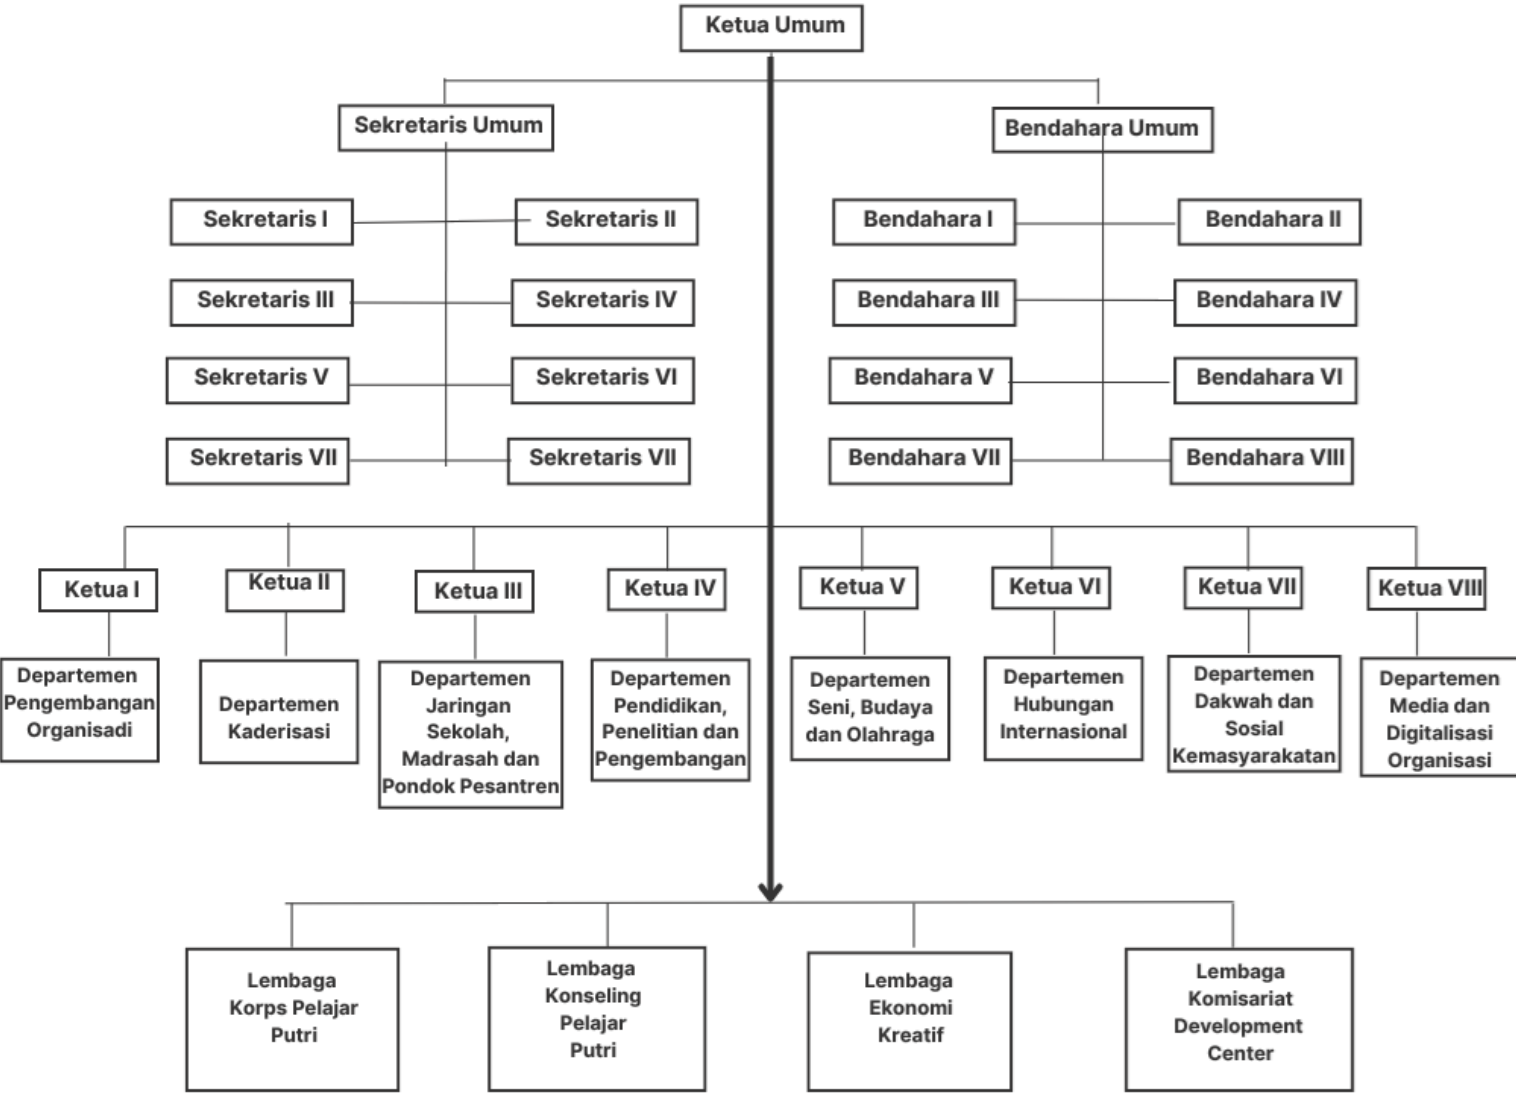 Ketua Umum
Sekretaris Umum
Bendahara Umum
Sekretaris I
Sekretaris II
Bendahara I
Bendahara II
Sekretaris III
Sekretaris IV
Bendahara III
Bendahara IV
Sekretaris V
Sekretaris VI
Bendahara V
Bendahara VI
Sekretaris VII
Sekretaris VII
Bendahara VII
Bendahara VIII
Ketua I
Ketua II
Ketua III
Ketua IV
Ketua V
Ketua VI
Ketua VII
Ketua VIII
Departemen
Pengembangan
Organisadi
Departemen
Kaderisasi
Departemen
Jaringan
Sekolah,
Madrasah dan
Pondok Pesantren
Departemen
Pendidikan,
Penelitian dan
Pengembangan
Departemen
Seni, Budaya
dan Olahraga
Departemen
Hubungan
Internasional
Departemen
Dakwah dan
Sosial
Kemasyarakatan
Departemen
Media dan
Digitalisasi
Organisasi
Lembaga
Korps Pelajar
Putri
Lembaga
Konseling
Pelajar
Putri
Lembaga
Ekonomi
Kreatif
Lembaga
Komisariat
Development
Center